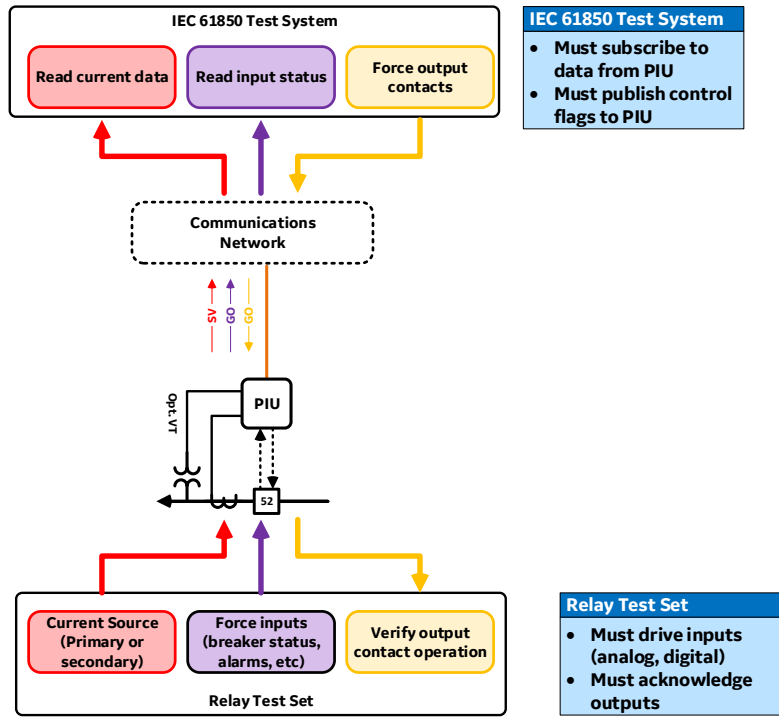 IEC 61850 Test System
Read current data
Read input status
Force output
contacts
IEC 61850 Test System
• Must subscribe to
data from PIU
• Must publish control
flags to PIU
Communications
Network
SV
GO
GO
Opt. VT
PIU
52
Current Source
(Primary or
secondary)
Force inputs
(breaker status,
alarms, etc)
Verify output
contact operation
Relay Test Set
Relay Test Set
• Must drive inputs
(analog, digital)
• Must acknowledge
outputs